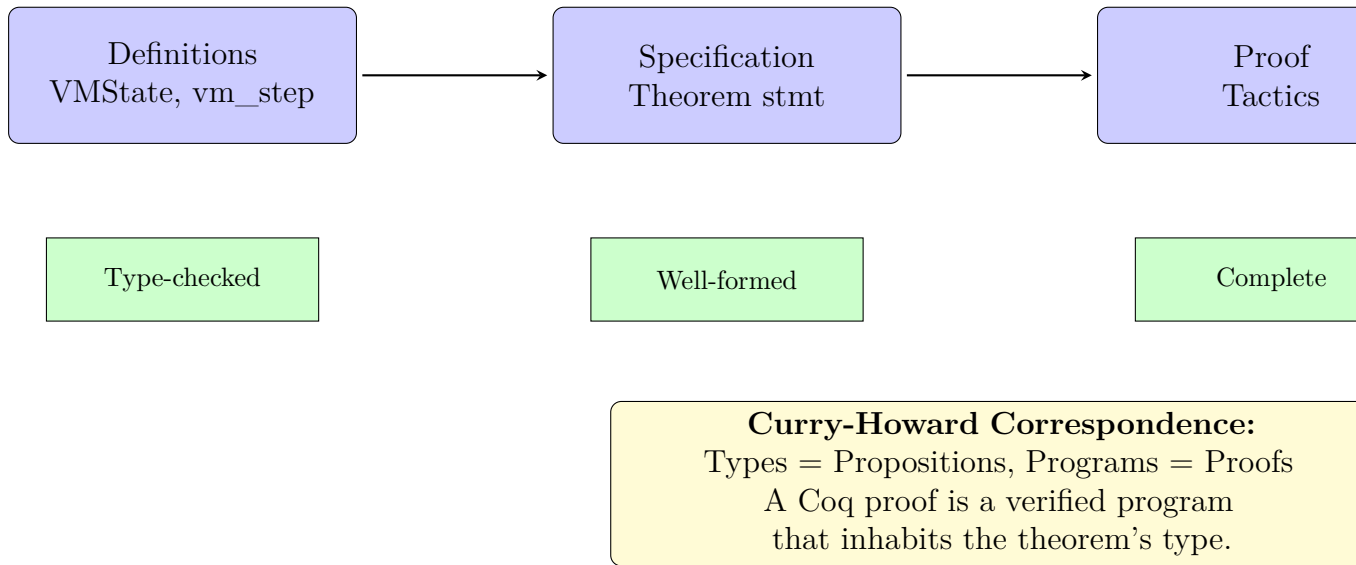 Definitions
VMState, vm_step
Specification
Theorem stmt
Proof
Tactics
Type-checked
Well-formed
Complete
Curry-Howard Correspondence:
Types = Propositions, Programs = Proofs
A Coq proof is a verified program
that inhabits the theorem's type.